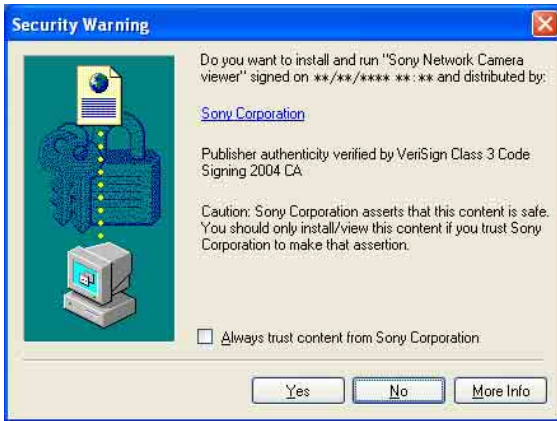 Security Warning
Do you want to install and run "Sony Network Camera
viewer" signed on **/**/**** **:** and distributed by:
Sony Corporation
Publisher authenticity verified by VeriSign Class 3 Code
Signing 2004 CA
Caution: Sony Corporation asserts that this content is safe.
You should only install/view this content if you trust Sony
Corporation to make that assertion.
Always trust content from Sony Corporation
Yes
No
More Info